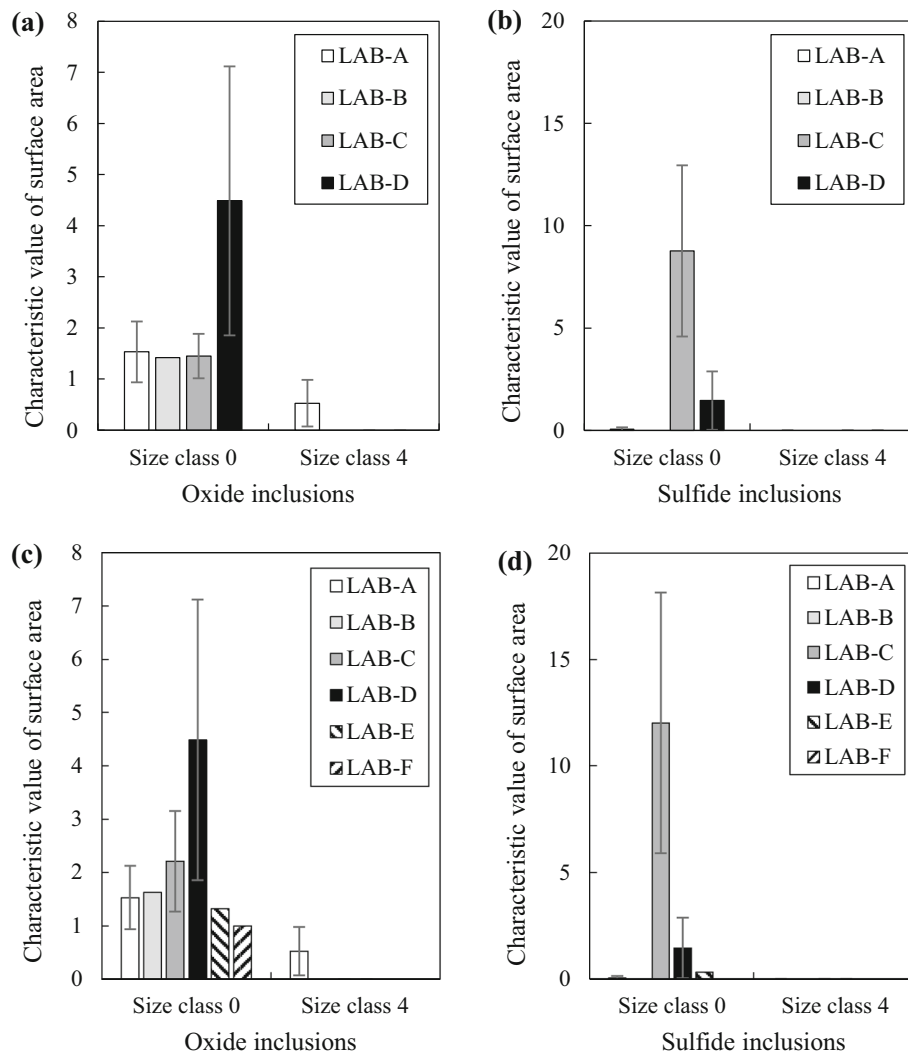 (a)
Characteristic value of surface area
8
7
6
5
4
3
2
1
0
LAB-A
LAB-B
LAB-C
LAB-D
Size class 0
Size class 4
Oxide inclusions
(b)
Characteristic value of surface area
20
15
10
5
0
LAB-A
LAB-B
LAB-C
LAB-D
Size class 0
Size class 4
Sulfide inclusions
(c)
Characteristic value of surface area
8
7
6
5
4
3
2
1
0
LAB-A
LAB-B
LAB-C
LAB-D
LAB-E
LAB-F
Size class 0
Size class 4
Oxide inclusions
(d)
Characteristic value of surface area
20
15
10
5
0
LAB-A
LAB-B
LAB-C
LAB-D
LAB-E
LAB-F
Size class 0
Size class 4
Sulfide inclusions